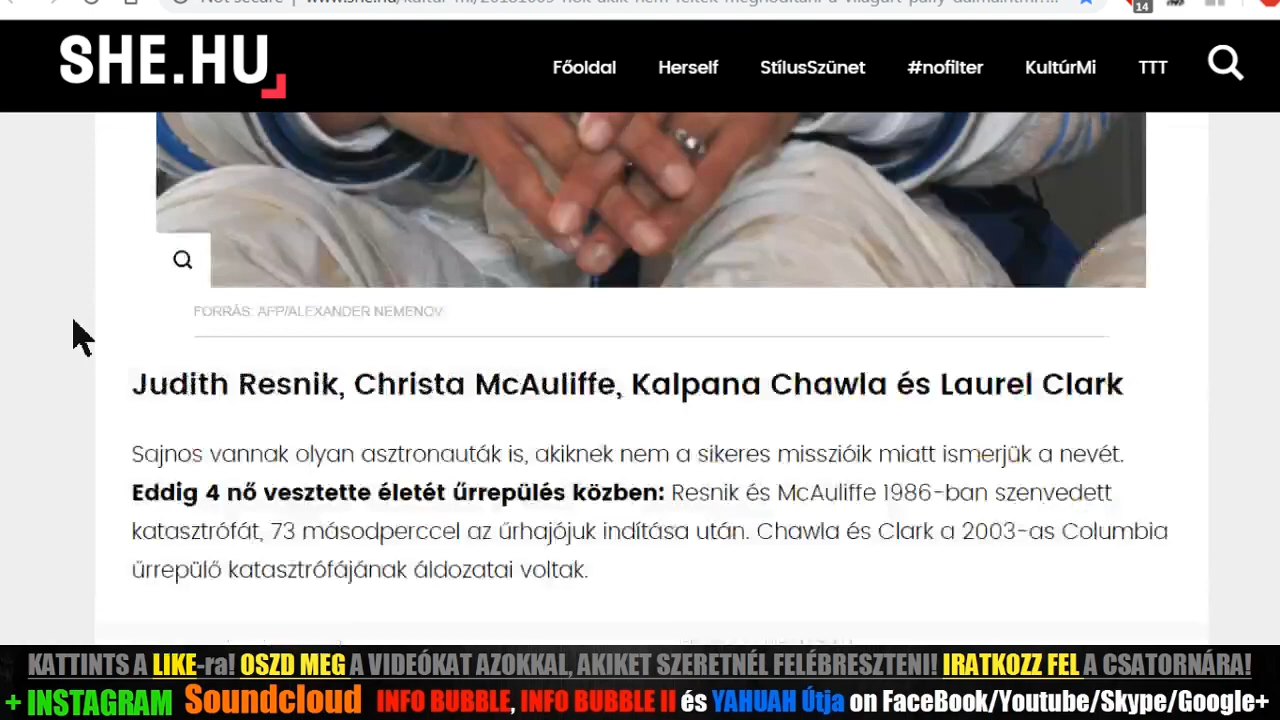 Not secure
14
SHE.HU
Főoldal Herself StílusSzünet #nofilter KultúrMi TTT
FORRÁS: AFP/ALEXANDER NEMENOV
Judith Resnik, Christa McAuliffe, Kalpana Chawla és Laurel Clark
Sajnos vannak olyan asztronauták is, akiknek nem a sikeres misszióik miatt ismerjük a nevét.
Eddig 4 nő vesztette életét űrrepülés közben: Resnik és McAuliffe 1986-ban szenvedett
katasztrófát, 73 másodperccel az űrhajójuk indítása után. Chawla és Clark a 2003-as Columbia
űrrepülő katasztrófájának áldozatai voltak.
KATTINTS A LIKE-ra! OSZD MEG A VIDEÓKAT AZOKKAL, AKIKET SZERETNÉL FELÉBRESZTENI! IRATKOZZ FEL A CSATORNÁRA!
+ INSTAGRAM Soundcloud INFO BUBBLE, INFO BUBBLE II és YAHUAH Útja on FaceBook/Youtube/Skype/Google+